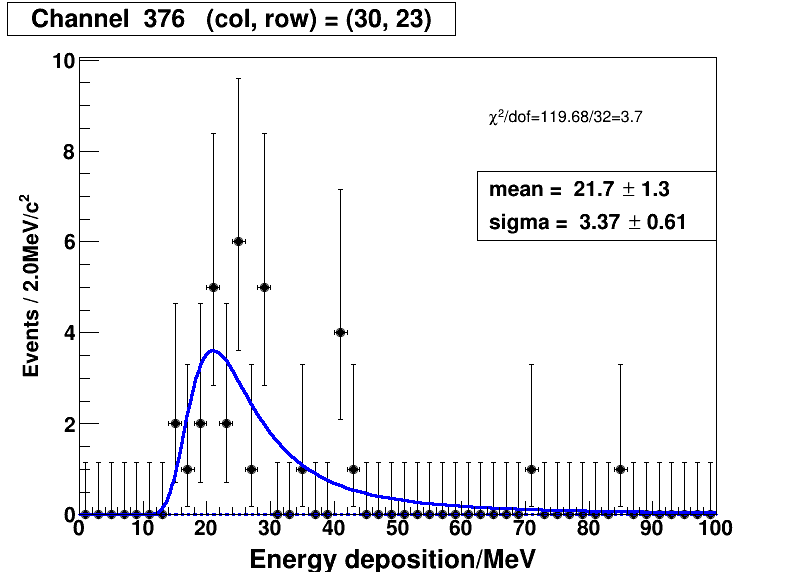 Channel  376   (col, row) = (30, 23)
χ²/dof=119.68/32=3.7
mean =  21.7 ± 1.3
sigma =  3.37 ± 0.61
Events / 2.0MeV/c²
10
8
6
4
2
0
0 10 20 30 40 50 60 70 80 90 100
Energy deposition/MeV